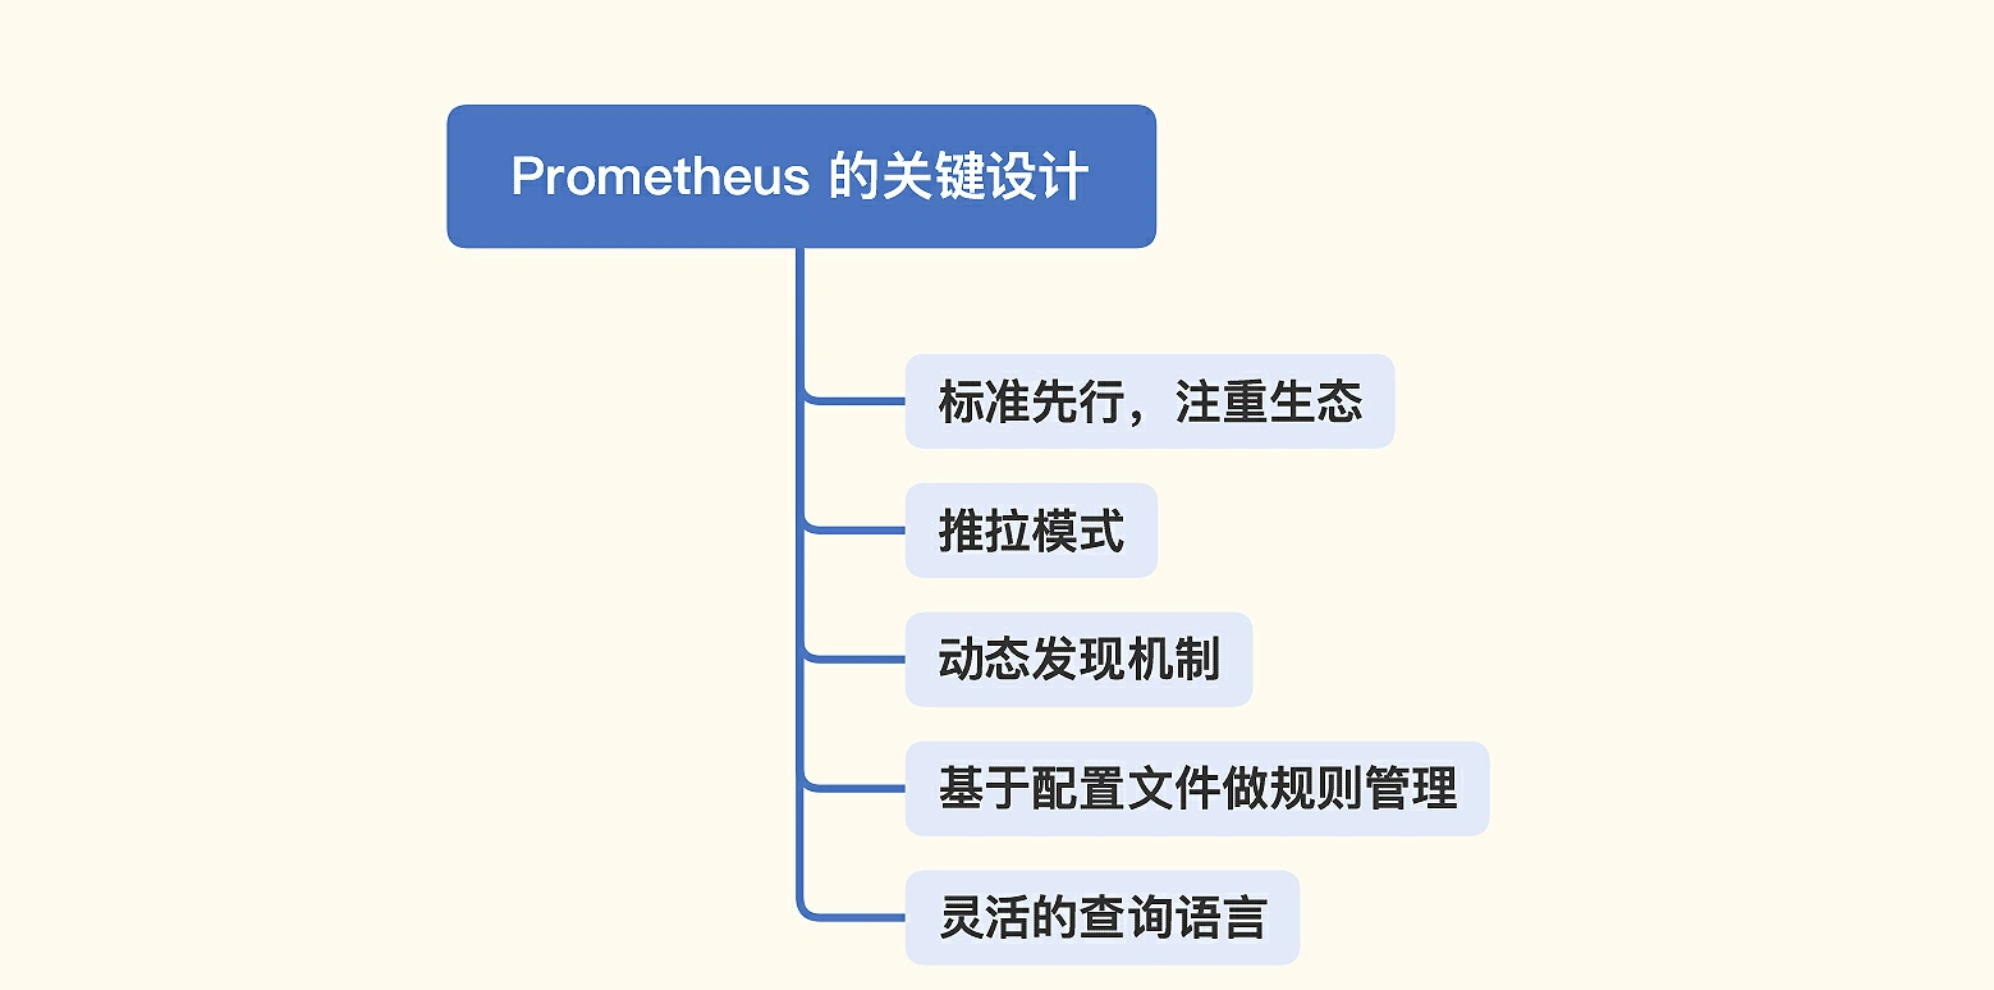 Prometheus 的关键设计
标准先行，注重生态
推拉模式
动态发现机制
基于配置文件做规则管理
灵活的查询语言